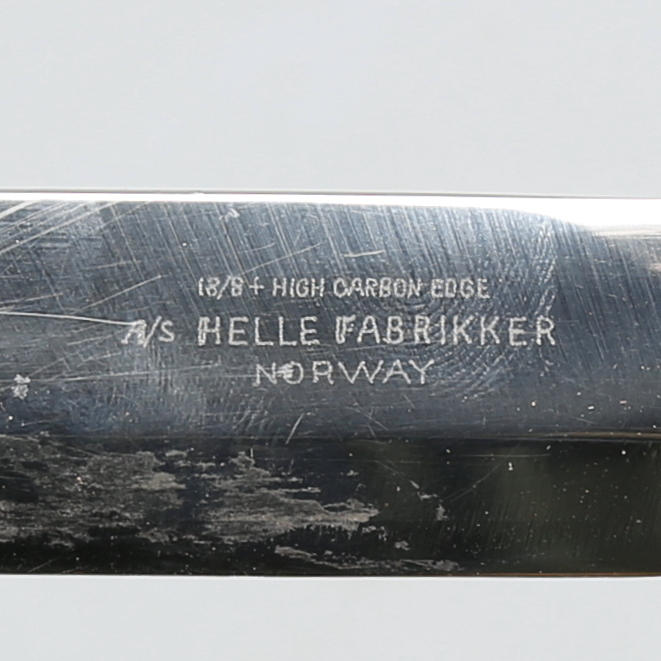 18/8 + HIGH CARBON EDGE
A/S HELLE FABRIKKER
NORWAY